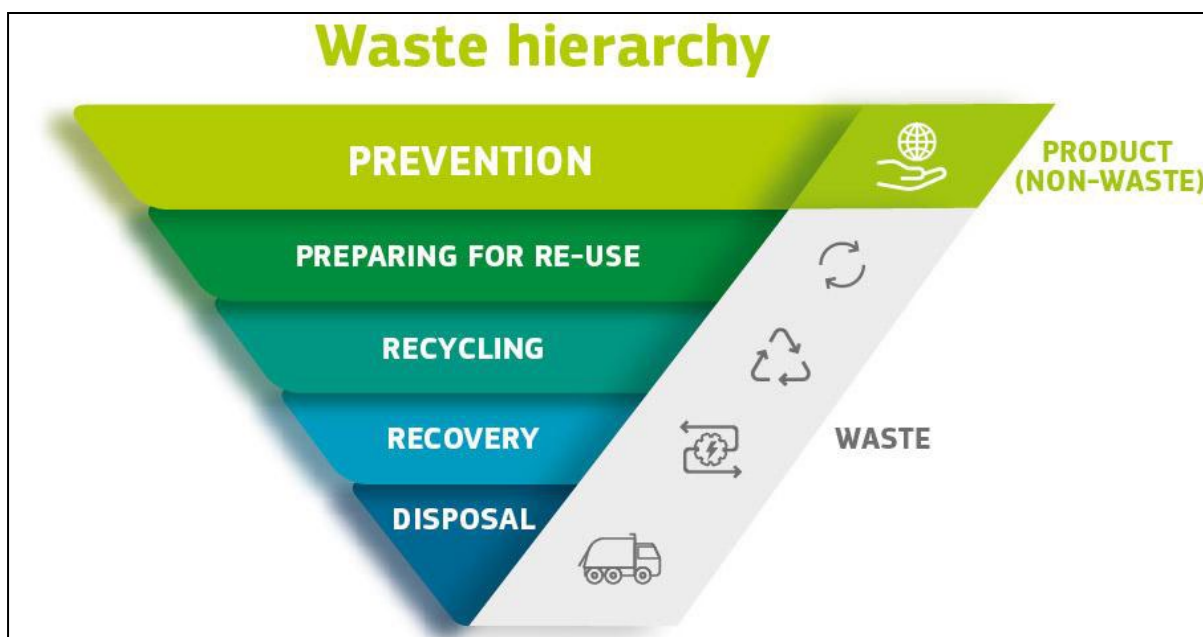 Waste hierarchy
PREVENTION
PRODUCT
(NON-WASTE)
PREPARING FOR RE-USE
RECYCLING
RECOVERY
WASTE
DISPOSAL